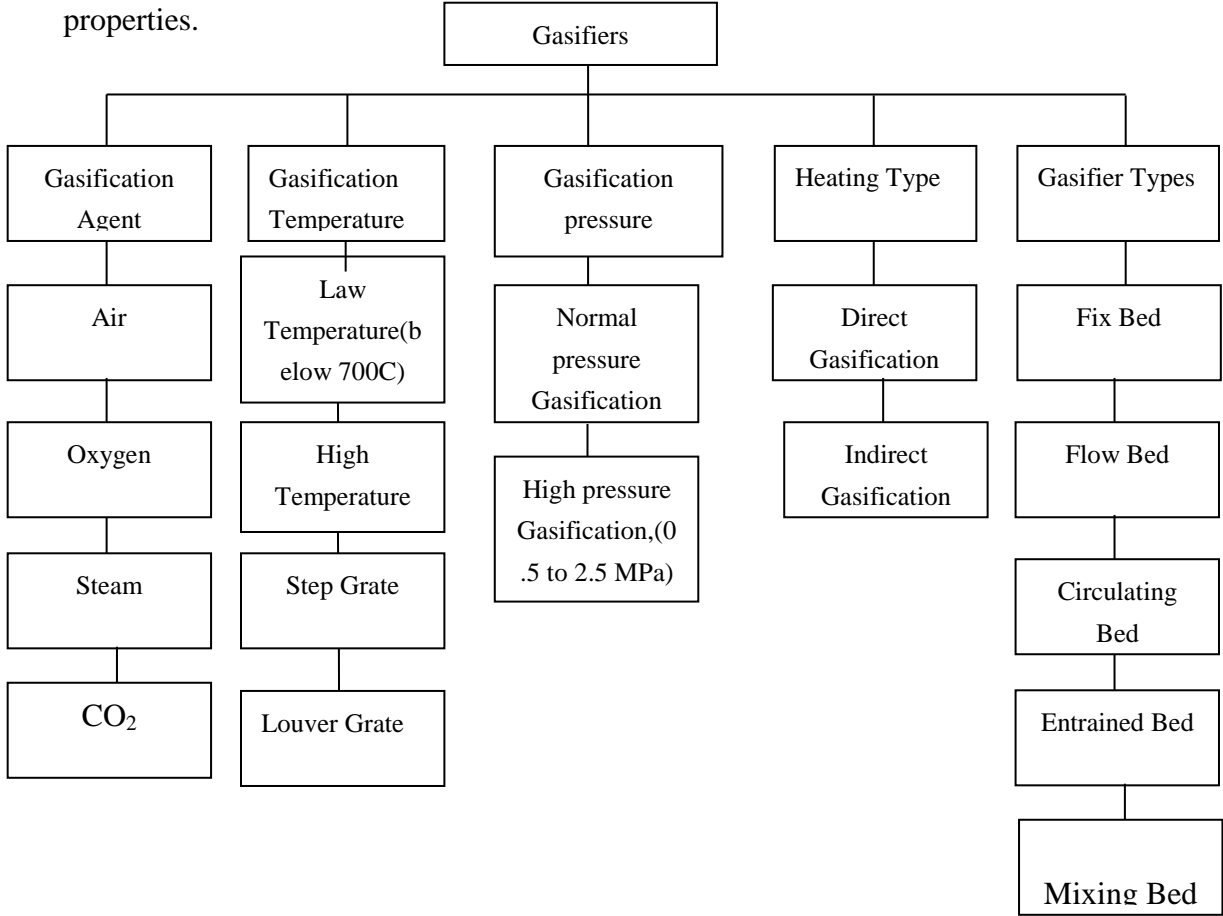 properties.
Gasifiers
Gasification
Agent
Gasification
Temperature
Gasification
pressure
Heating Type
Gasifier Types
Air
Law
Temperature(b
elow 700C)
Normal
pressure
Gasification
Direct
Gasification
Fix Bed
Oxygen
High
Temperature
High pressure
Gasification,(0
.5 to 2.5 MPa)
Indirect
Gasification
Flow Bed
Steam
Step Grate
Circulating
Bed
CO₂
Louver Grate
Entrained Bed
Mixing Bed